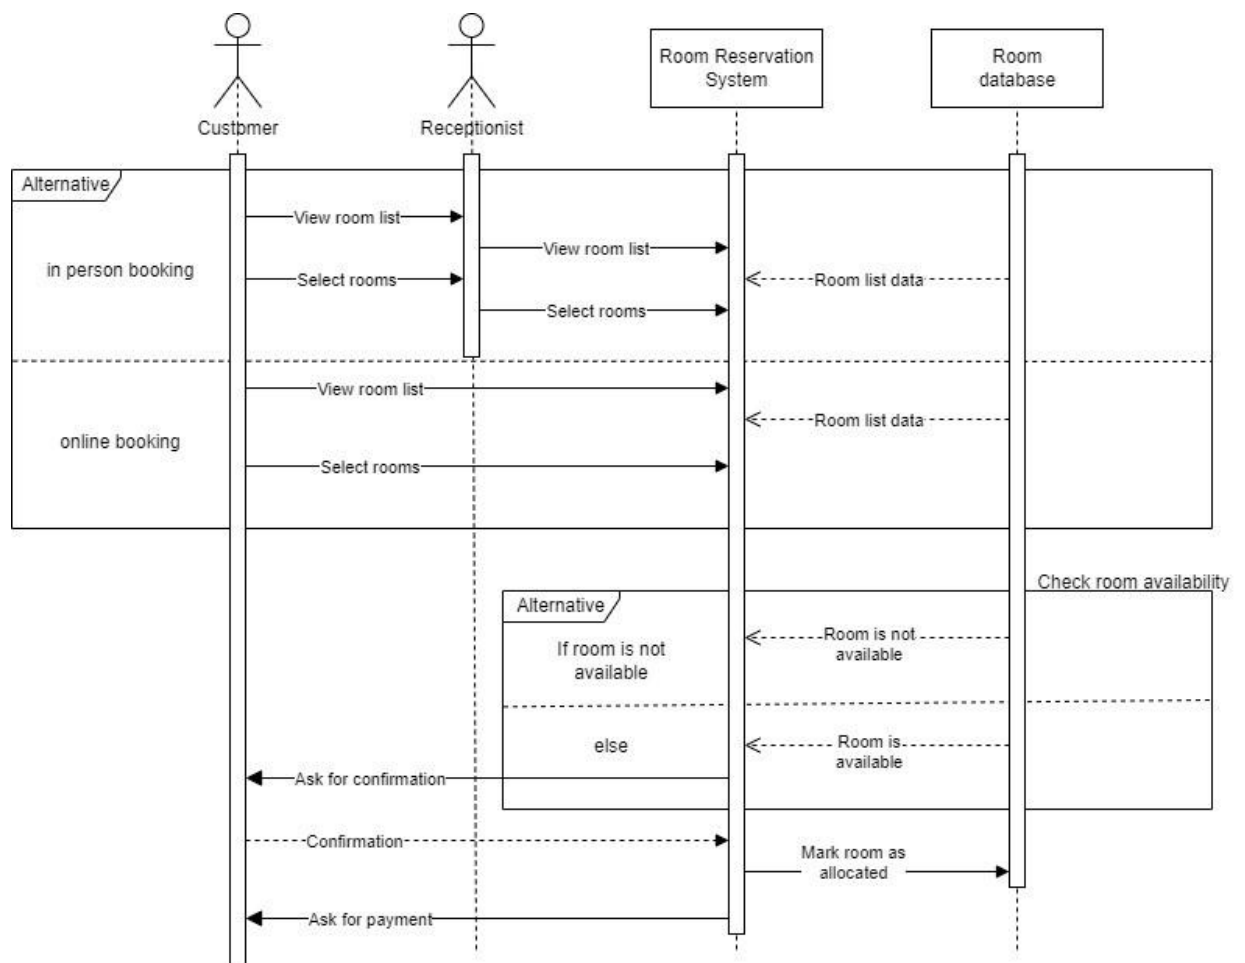 Room Reservation
System
Room
database
Customer
Receptionist
Alternative
View room list
View room list
in person booking
Select rooms
Room list data
Select rooms
View room list
Room list data
online booking
Select rooms
Check room availability
Alternative
Room is not
available
If room is not
available
else
Room is
available
Ask for confirmation
Confirmation
Mark room as
allocated
Ask for payment